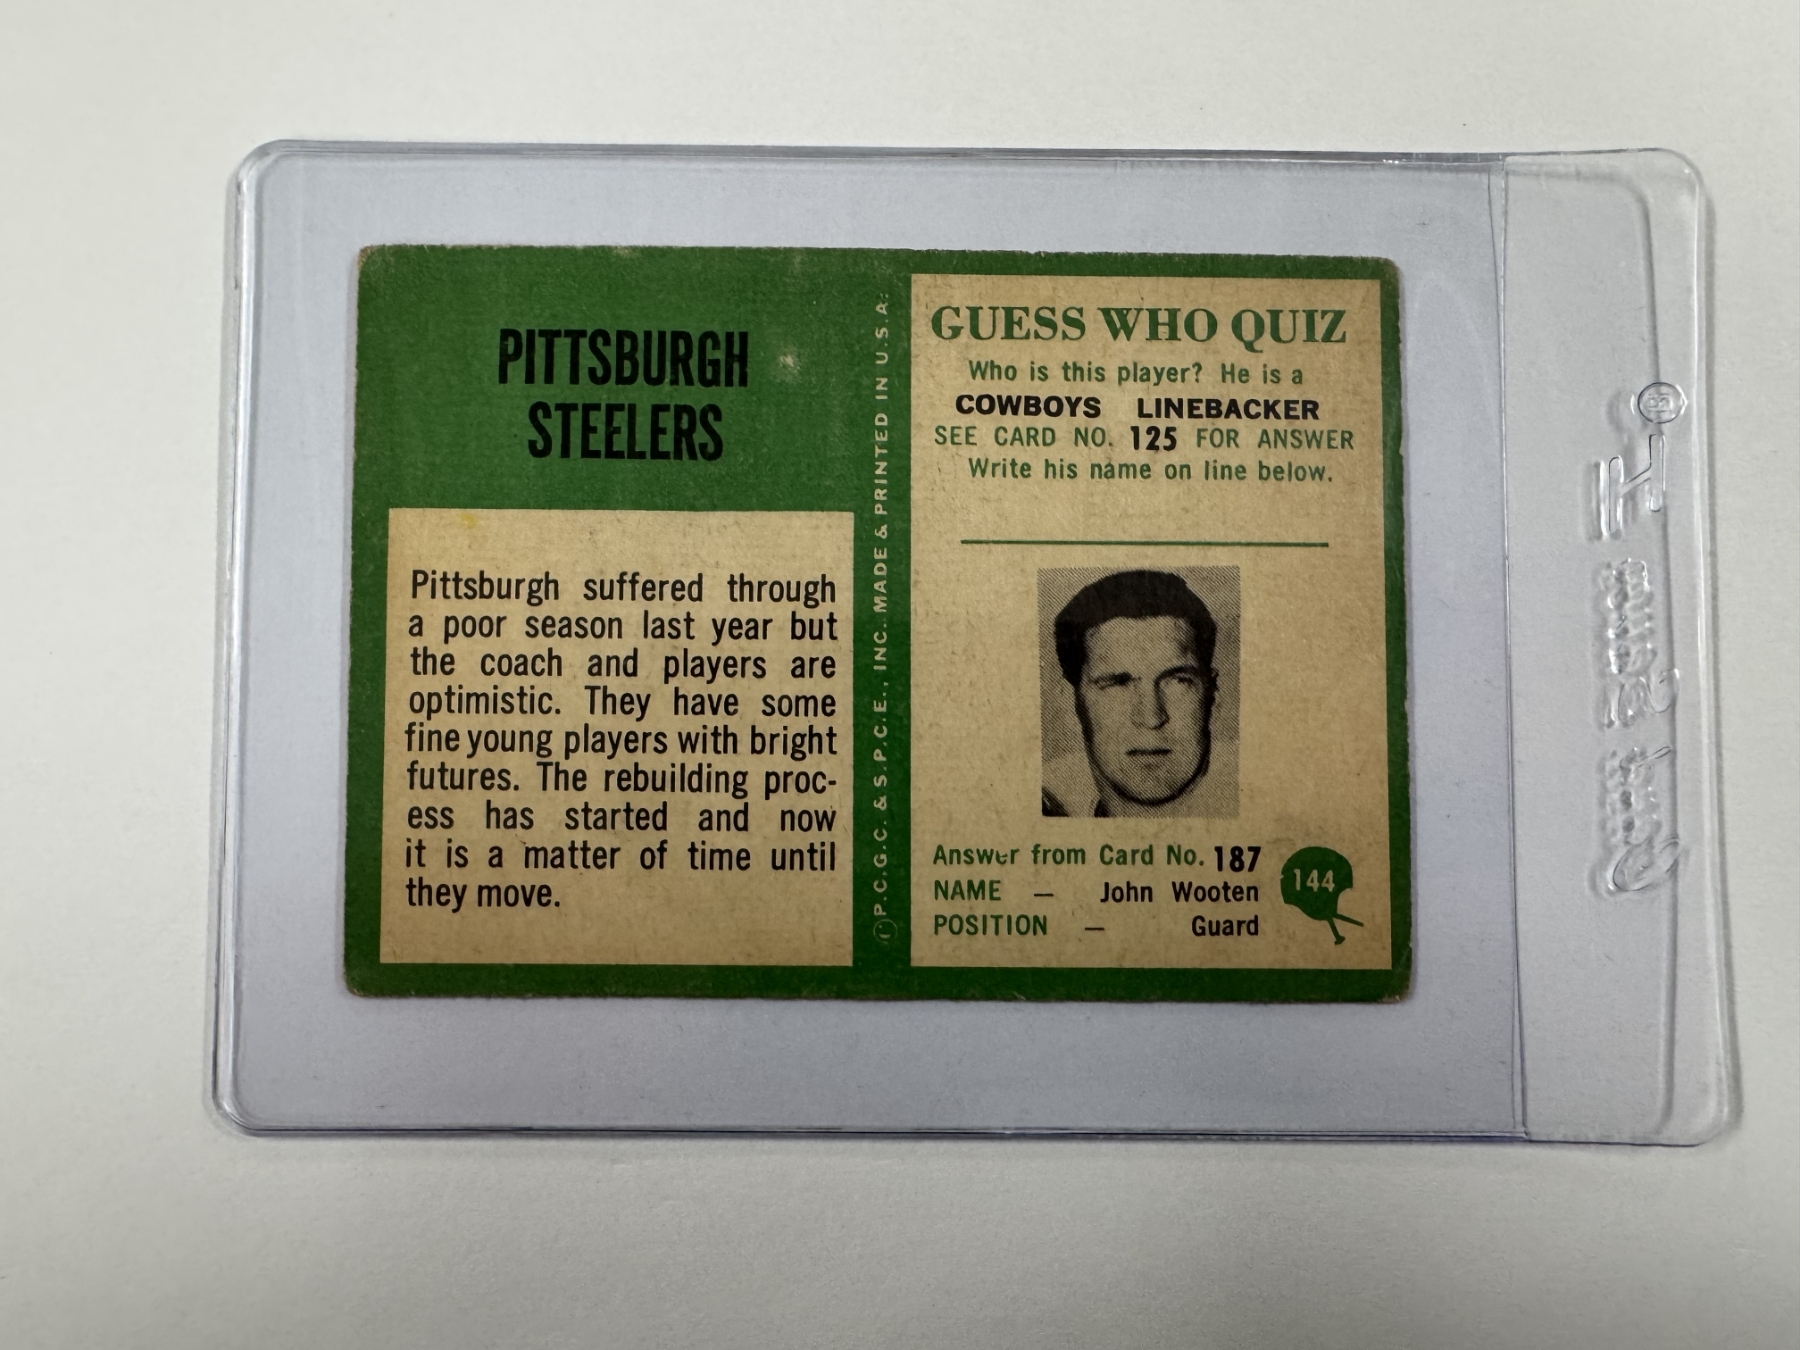 PITTSBURGH
STEELERS
Pittsburgh suffered through
a poor season last year but
the coach and players are
optimistic. They have some
fine young players with bright
futures. The rebuilding proc-
ess has started and now
it is a matter of time until
they move.
P.C.G.C. & S.P.C.E., INC. MADE & PRINTED IN U.S.A.
GUESS WHO QUIZ
Who is this player? He is a
COWBOYS LINEBACKER
SEE CARD NO. 125 FOR ANSWER
Write his name on line below.
Answer from Card No. 187
NAME — John Wooten
POSITION — Guard
144